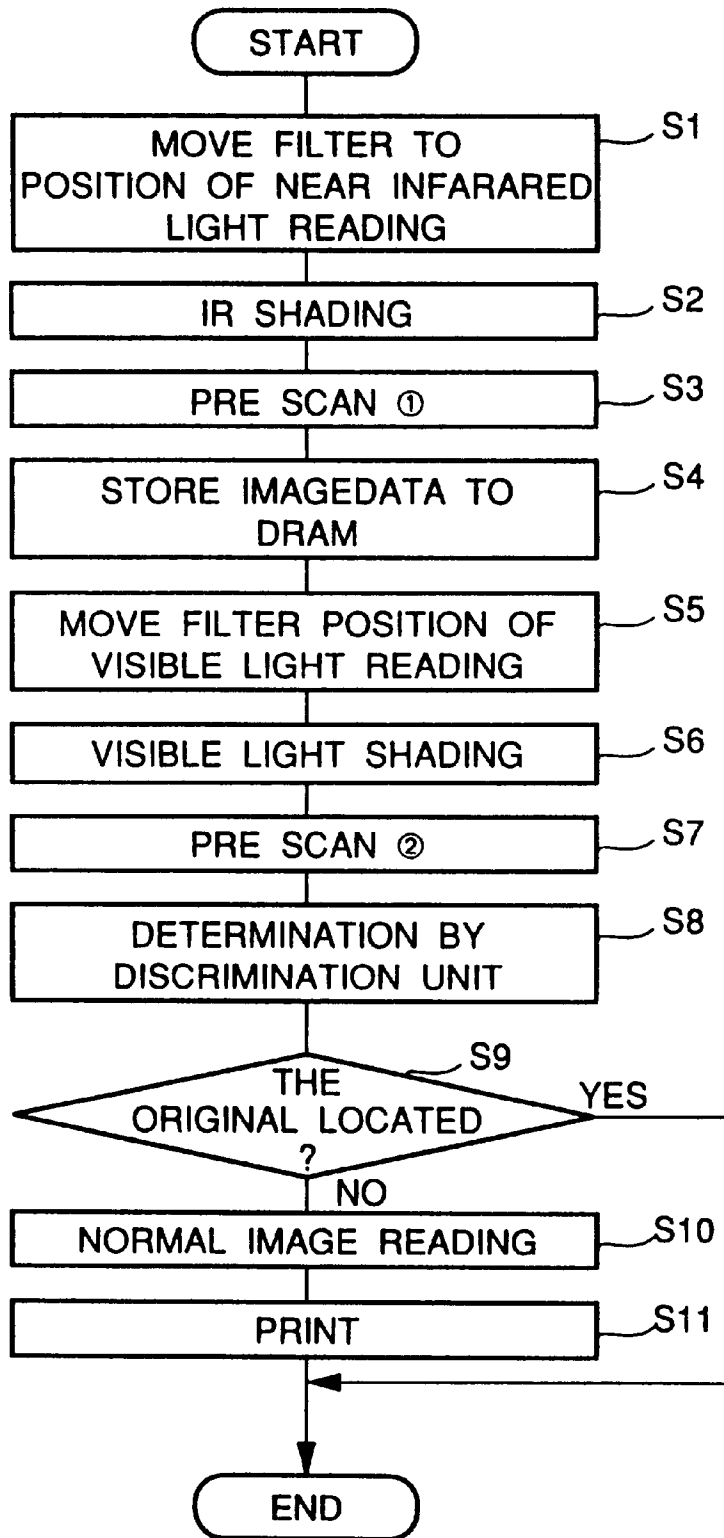 START
S1
MOVE FILTER TO
POSITION OF NEAR INFARARED
LIGHT READING
S2
IR SHADING
S3
PRE SCAN ①
S4
STORE IMAGEDATA TO
DRAM
S5
MOVE FILTER POSITION OF
VISIBLE LIGHT READING
S6
VISIBLE LIGHT SHADING
S7
PRE SCAN ②
S8
DETERMINATION BY
DISCRIMINATION UNIT
S9
THE
ORIGINAL LOCATED
?
YES
NO
S10
NORMAL IMAGE READING
S11
PRINT
END